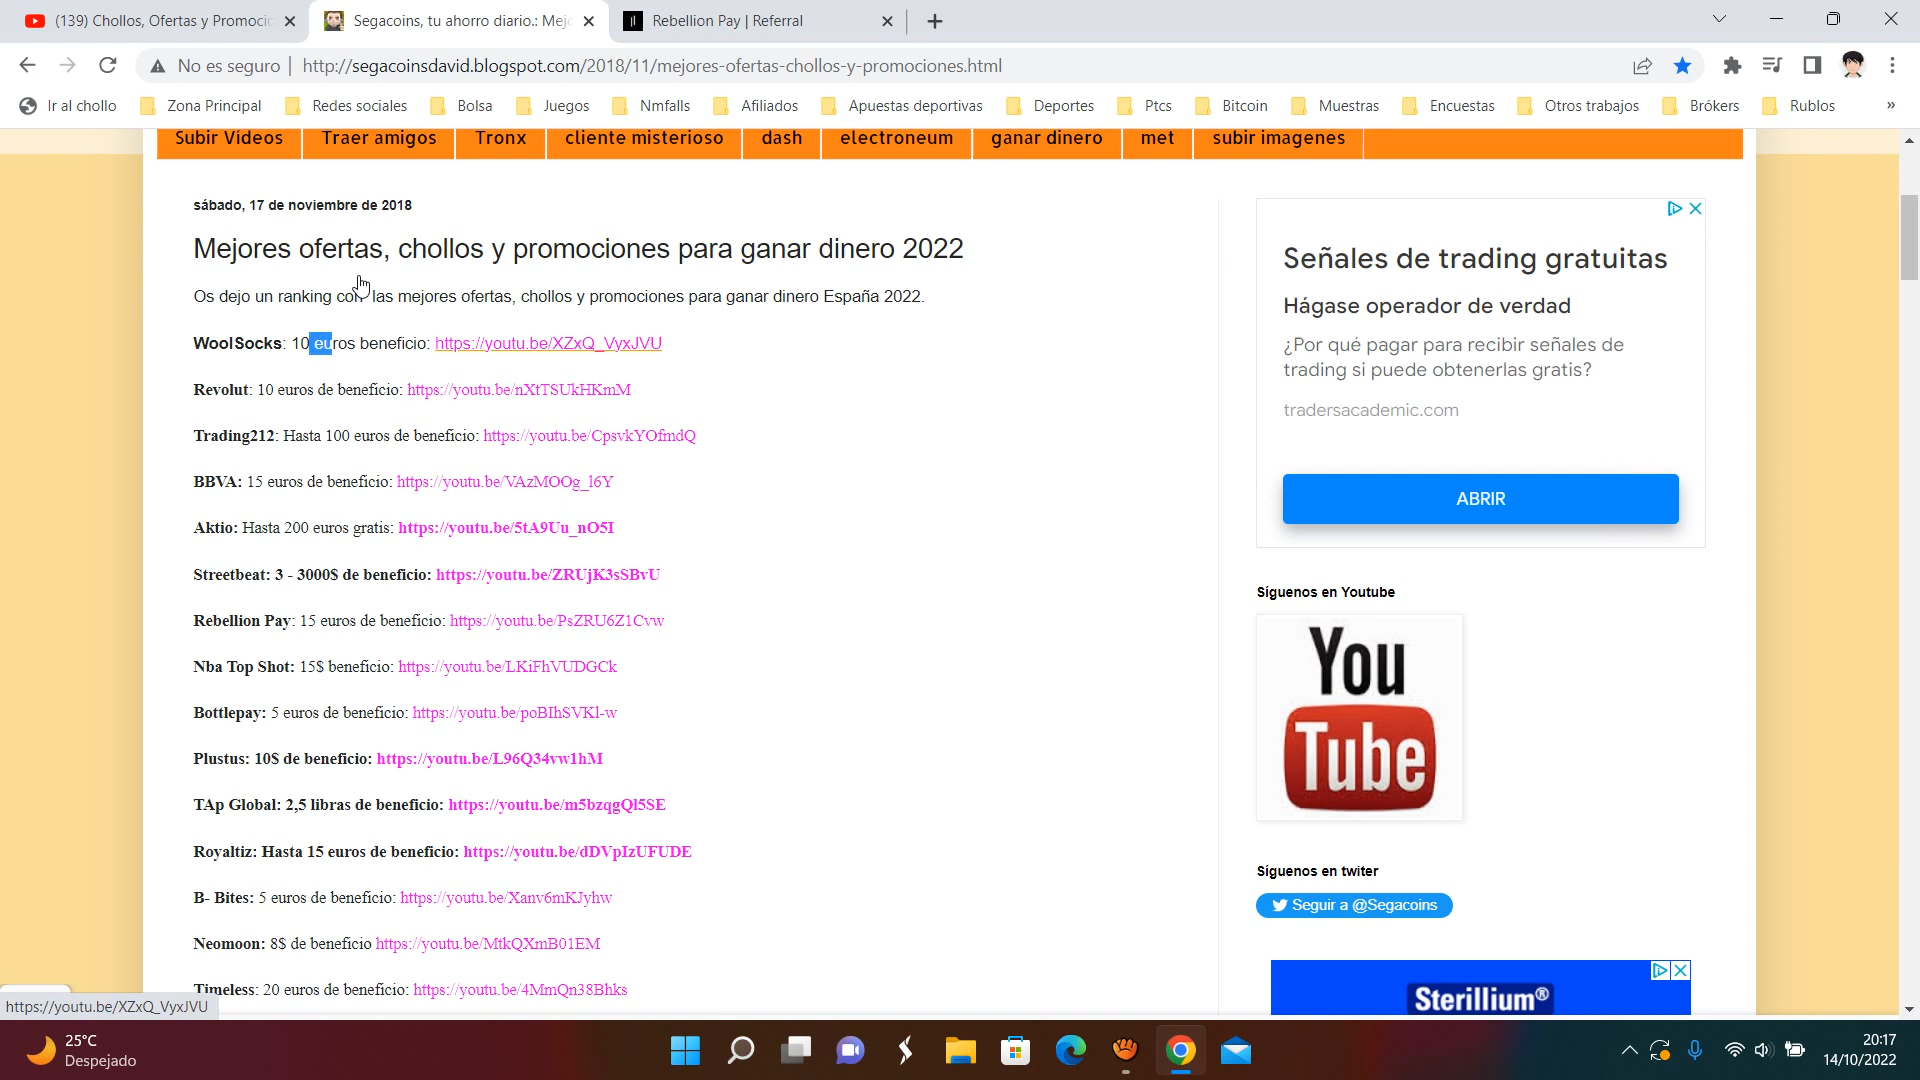 (139) Chollos, Ofertas y Promocic
Segacoins, tu ahorro diario.: Mejo
Rebellion Pay | Referral
No es seguro | http://segacoinsdavid.blogspot.com/2018/11/mejores-ofertas-chollos-y-promociones.html
Ir al chollo
Zona Principal
Redes sociales
Bolsa
Juegos
Nmfalls
Afiliados
Apuestas deportivas
Deportes
Ptcs
Bitcoin
Muestras
Encuestas
Otros trabajos
Brókers
Rublos
»
Subir Vídeos
Traer amigos
Tronx
cliente misterioso
dash
electroneum
ganar dinero
met
subir imagenes
sábado, 17 de noviembre de 2018
Mejores ofertas, chollos y promociones para ganar dinero 2022
Os dejo un ranking con las mejores ofertas, chollos y promociones para ganar dinero España 2022.
WoolSocks: 10 euros beneficio: https://youtu.be/XZxQ_VyxJVU
Revolut: 10 euros de beneficio: https://youtu.be/nXtTSUkHKmM
Trading212: Hasta 100 euros de beneficio: https://youtu.be/CpsvkYOfmdQ
BBVA: 15 euros de beneficio: https://youtu.be/VAzMOOg_l6Y
Aktio: Hasta 200 euros gratis: https://youtu.be/5tA9Uu_nO5I
Streetbeat: 3 - 3000$ de beneficio: https://youtu.be/ZRUjK3sSBvU
Rebellion Pay: 15 euros de beneficio: https://youtu.be/PsZRU6Z1Cvw
Nba Top Shot: 15$ beneficio: https://youtu.be/LKiFhVUDGCk
Bottlepay: 5 euros de beneficio: https://youtu.be/poBIhSVKl-w
Plustus: 10$ de beneficio: https://youtu.be/L96Q34vw1hM
TAp Global: 2,5 libras de beneficio: https://youtu.be/m5bzqgQl5SE
Royaltiz: Hasta 15 euros de beneficio: https://youtu.be/dDVpIzUFUDE
B- Bites: 5 euros de beneficio: https://youtu.be/Xanv6mKJyhw
Neomoon: 8$ de beneficio https://youtu.be/MtkQXmB01EM
Timeless: 20 euros de beneficio: https://youtu.be/4MmQn38Bhks
Señales de trading gratuitas
Hágase operador de verdad
¿Por qué pagar para recibir señales de
trading si puede obtenerlas gratis?
tradersacademic.com
ABRIR
Síguenos en Youtube
You
Tube
Síguenos en twiter
Seguir a @Segacoins
Sterillium®
https://youtu.be/XZxQ_VyxJVU
25°C
Despejado
20:17
14/10/2022